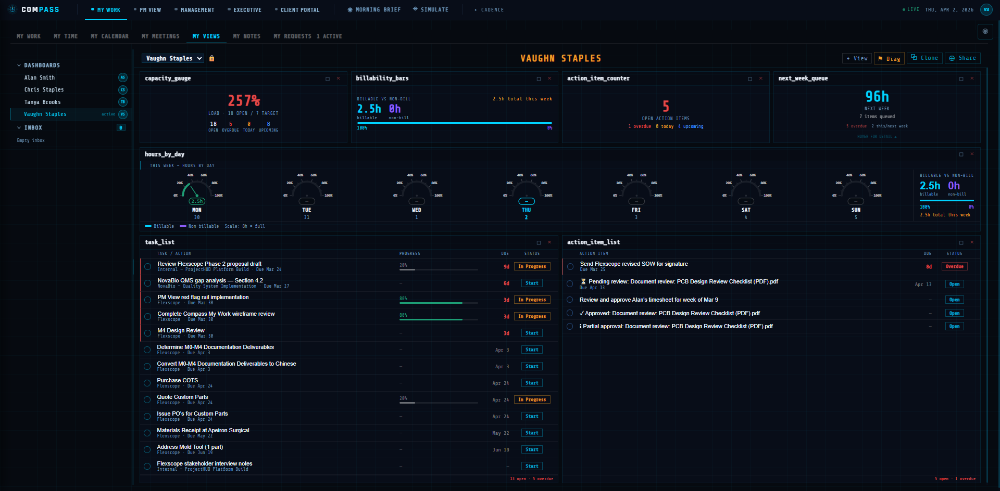 COMPASS MY WORK PM VIEW MANAGEMENT EXECUTIVE CLIENT PORTAL MORNING BRIEF SIMULATE CADENCE LIVE THU, APR 2, 2026 VS
MY WORK MY TIME MY CALENDAR MY MEETINGS MY VIEWS MY NOTES MY REQUESTS 1 ACTIVE
DASHBOARDS
Alan Smith AS
Chris Staples CS
Tanya Brooks TB
Vaughn Staples active VS
INBOX 0
Empty inbox
Vaughn Staples
VAUGHN STAPLES
+ View Diag Clone Share
capacity_gauge
257%
LOAD · 18 OPEN / 7 TARGET
18 6 0 8
OPEN OVERDUE TODAY UPCOMING
billability_bars
BILLABLE VS NON-BILL 2.5h total this week
2.5h 0h
billable non-bill
100% 0%
action_item_counter
5
OPEN ACTION ITEMS
1 overdue 0 today 4 upcoming
next_week_queue
96h
NEXT WEEK
7 items queued
5 overdue 2 this/next week
HOVER FOR DETAIL ▲
hours_by_day
THIS WEEK — HOURS BY DAY
0% 20% 40% 60% 80% 100%
2.5h
MON
30
0% 20% 40% 60% 80% 100%
—
TUE
31
0% 20% 40% 60% 80% 100%
—
WED
1
0% 20% 40% 60% 80% 100%
—
THU
2
0% 20% 40% 60% 80% 100%
—
FRI
3
0% 20% 40% 60% 80% 100%
—
SAT
4
0% 20% 40% 60% 80% 100%
—
SUN
5
BILLABLE VS NON-BILL
2.5h 0h
billable non-bill
100% 0%
2.5h total this week
Billable Non-billable Scale: 8h = full
task_list
TASK / ACTION PROGRESS DUE STATUS
Review Flexscope Phase 2 proposal draft 20% 9d In Progress
Internal — ProjectHUD Platform Build · Due Mar 24
NovaBio QMS gap analysis — Section 4.2 — 6d Start
NovaBio — Quality System Implementation · Due Mar 27
PM View red flag rail implementation 80% 3d In Progress
Flexscope · Due Mar 30
Complete Compass My Work wireframe review 80% 3d In Progress
Flexscope · Due Mar 30
M4 Design Review — 3d Start
Flexscope · Due Mar 30
Determine M0-M4 Documentation Deliverables — Apr 3 Start
Flexscope · Due Apr 3
Convert M0-M4 Documentation Deliverables to Chinese — Apr 3 Start
Flexscope · Due Apr 3
Purchase COTS — Apr 24 Start
Flexscope · Due Apr 24
Quote Custom Parts 20% Apr 24 In Progress
Flexscope · Due Apr 24
Issue PO's for Custom Parts — Apr 24 Start
Flexscope · Due Apr 24
Materials Receipt at Apeiron Surgical — May 22 Start
Flexscope · Due May 22
Address Mold Tool (1 part) — Jun 19 Start
Flexscope · Due Jun 19
Flexscope stakeholder interview notes — — Start
Internal — ProjectHUD Platform Build
13 open · 5 overdue
action_item_list
ACTION ITEM DUE STATUS
Send Flexscope revised SOW for signature 8d Overdue
Due Mar 25
⏳ Pending review: Document review: PCB Design Review Checklist (PDF).pdf Apr 13 Open
Due Apr 13
Review and approve Alan's timesheet for week of Mar 9 — Open
✓ Approved: Document review: PCB Design Review Checklist (PDF).pdf — Open
ℹ Partial approval: Document review: PCB Design Review Checklist (PDF).pdf — Open
5 open · 1 overdue